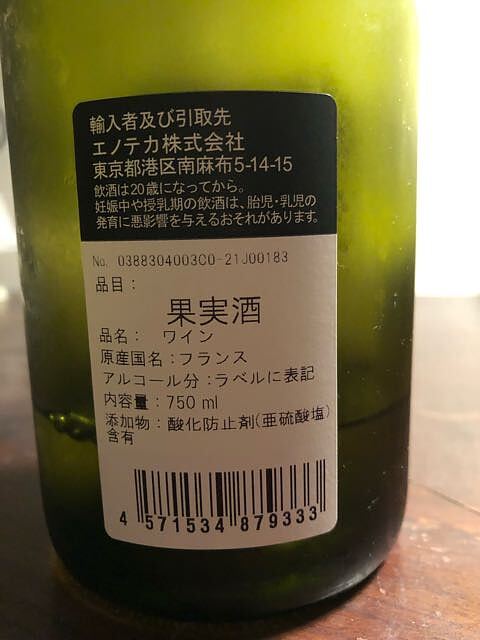 輸入者及び引取先
エノテカ株式会社
東京都港区南麻布5-14-15
飲酒は20歳になってから。
妊娠中や授乳期の飲酒は、胎児・乳児の
発育に悪影響を与えるおそれがあります。
No. 0388304003C0-21J00183
品目：
果実酒
品名： ワイン
原産国名：フランス
アルコール分：ラベルに表記
内容量：750 ml
添加物：酸化防止剤(亜硫酸塩)
含有
4 571534 879333